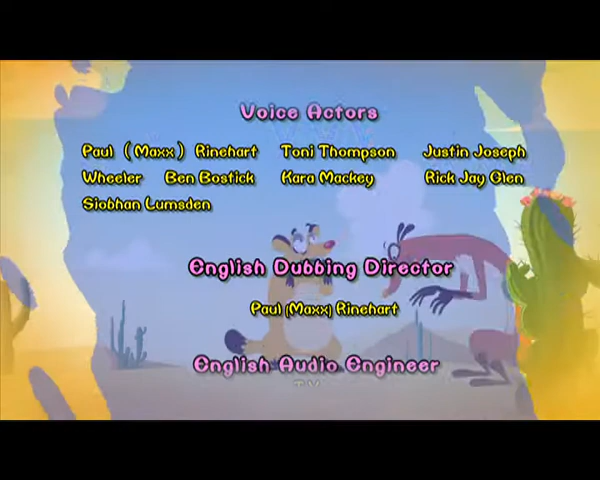 Voice Actors
Paul (Maxx) Rinehart Toni Thompson Justin Joseph
Wheeler Ben Bostick Kara Mackey Rick Jay Glen
Siobhan Lumsden
English Dubbing Director
Paul (Maxx) Rinehart
English Audio Engineer